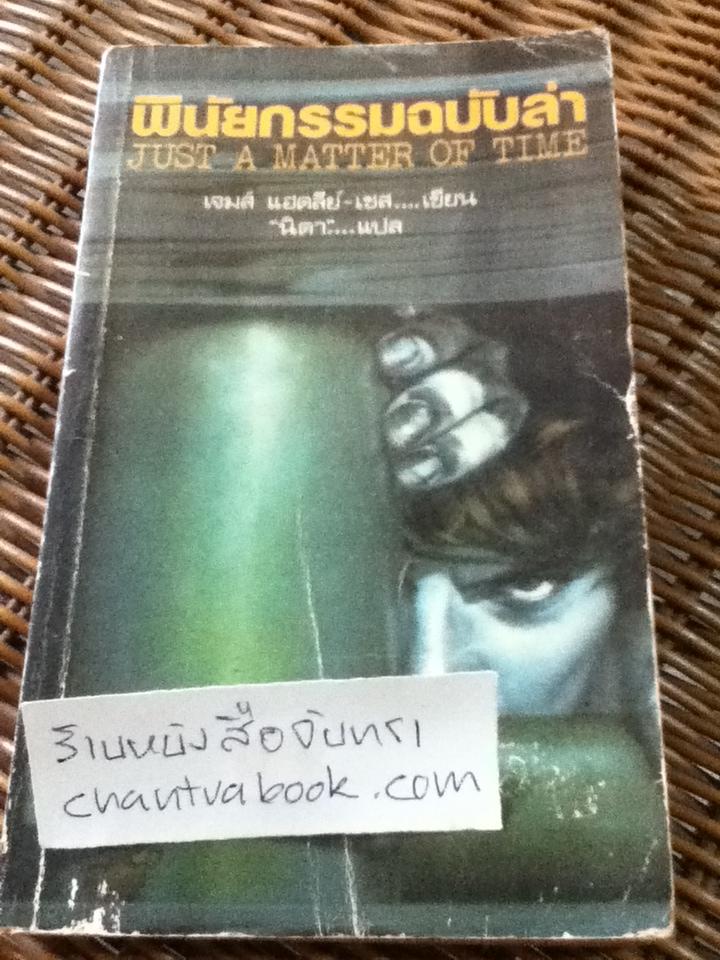 พินัยกรรมฉบับล่า
JUST A MATTER OF TIME
เจมส์ แฮดลีย์-เชส....เขียน
"นิดา"....แปล
ร้านหนังสือจันทรา
chantrabook.com